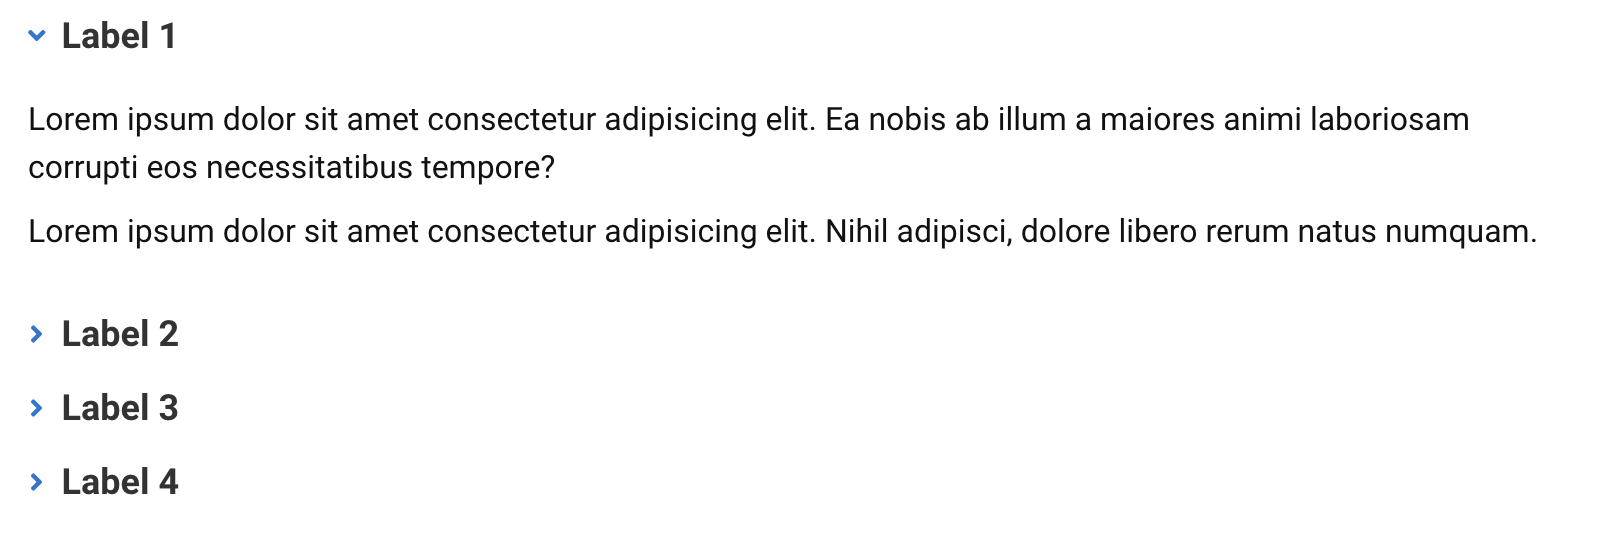 Label 1
Lorem ipsum dolor sit amet consectetur adipisicing elit. Ea nobis ab illum a maiores animi laboriosam
corrupti eos necessitatibus tempore?
Lorem ipsum dolor sit amet consectetur adipisicing elit. Nihil adipisci, dolore libero rerum natus numquam.
Label 2
Label 3
Label 4